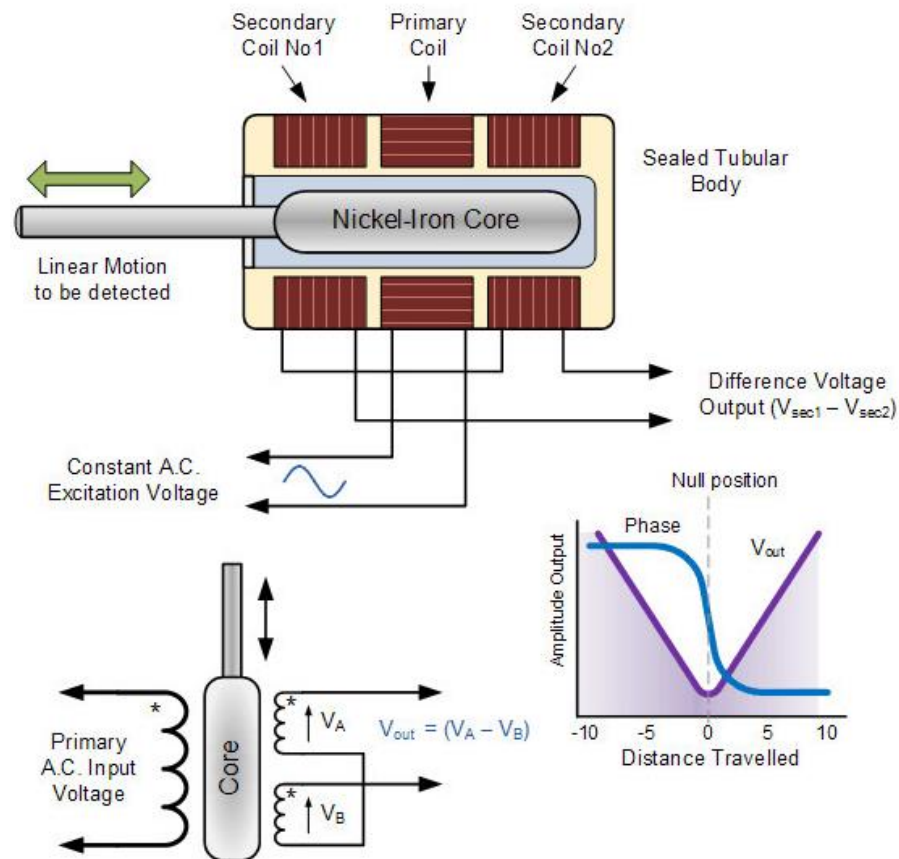 Secondary
Coil No1
Primary
Coil
Secondary
Coil No2
Sealed Tubular
Body
Nickel-Iron Core
Linear Motion
to be detected
Difference Voltage
Output (Vsec1 – Vsec2)
Constant A.C.
Excitation Voltage
Null position
Phase
Vout
Amplitude Output
-10 -5 0 5 10
Distance Travelled
*
Primary
A.C. Input
Voltage
Core
*
VA
Vout = (VA – VB)
*
VB